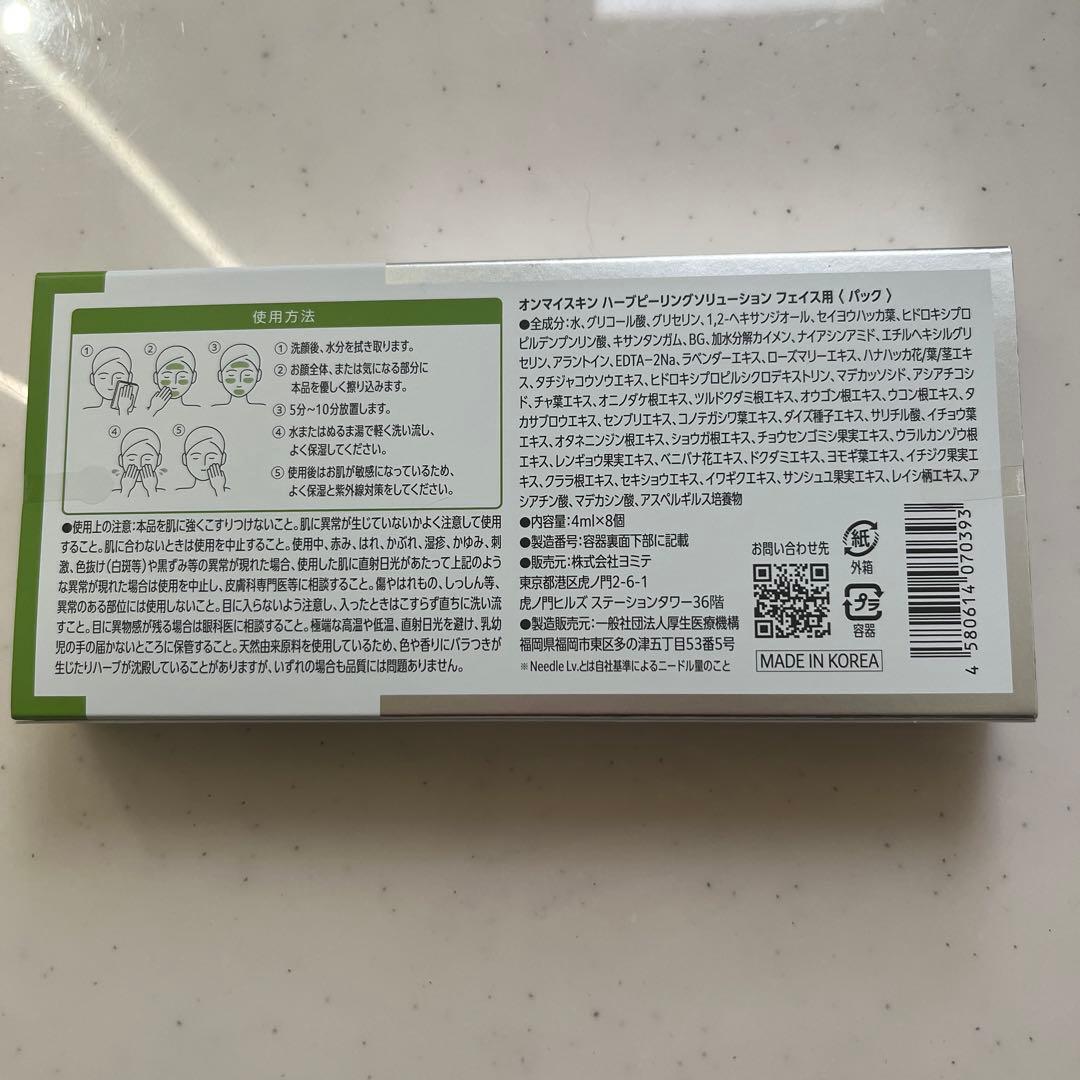 使用方法
①
②
③
④
⑤
① 洗顔後、水分を拭き取ります。
② お顔全体、または気になる部分に
本品を優しく擦り込みます。
③ 5分〜10分放置します。
④ 水またはぬるま湯で軽く洗い流し、
よく保湿してください。
⑤ 使用後はお肌が敏感になっているため、
よく保湿と紫外線対策をしてください。
●使用上の注意:本品を肌に強くこすりつけないこと。肌に異常が生じていないかよく注意して使用
すること。肌に合わないときは使用を中止すること。使用中、赤み、はれ、かぶれ、湿疹、かゆみ、刺
激、色抜け(白斑等)や黒ずみ等の異常が現れた場合、使用した肌に直射日光があたって上記のよう
な異常が現れた場合は使用を中止し、皮膚科専門医等に相談すること。傷やはれもの、しっしん等、
異常のある部位には使用しないこと。目に入らないよう注意し、入ったときはこすらず直ちに洗い流
すこと。目に異物感が残る場合は眼科医に相談すること。極端な高温や低温、直射日光を避け、乳幼
児の手の届かないところに保管すること。天然由来原料を使用しているため、色や香りにバラつきが
生じたりハーブが沈殿していることがありますが、いずれの場合も品質には問題ありません。
オンマイスキン ハーブピーリングソリューション フェイス用〈 パック 〉
●全成分:水、グリコール酸、グリセリン、1,2-ヘキサンジオール、セイヨウハッカ葉、ヒドロキシプロ
ピルデンプンリン酸、キサンタンガム、BG、加水分解カイメン、ナイアシンアミド、エチルヘキシルグリ
セリン、アラントイン、EDTA-2Na、ラベンダーエキス、ローズマリーエキス、ハナハッカ花/葉/茎エキ
ス、タチジャコウソウエキス、ヒドロキシプロピルシクロデキストリン、マデカッソシド、アシアチコシ
ド、チャ葉エキス、オニノダケ根エキス、ツルドクダミ根エキス、オウゴン根エキス、ウコン根エキス、タ
カサブロウエキス、センブリエキス、コノテガシワ葉エキス、ダイズ種子エキス、サリチル酸、イチョウ葉
エキス、オタネニンジン根エキス、ショウガ根エキス、チョウセンゴミシ果実エキス、ウラルカンゾウ根
エキス、レンギョウ果実エキス、ベニバナ花エキス、ドクダミエキス、ヨモギ葉エキス、イチジク果実エ
キス、クララ根エキス、セキショウエキス、イワギクエキス、サンシュユ果実エキス、レイシ柄エキス、ア
シアチン酸、マデカシン酸、アスペルギルス培養物
●内容量:4ml×8個
●製造番号:容器裏面下部に記載
●販売元:株式会社ヨミテ
東京都港区虎ノ門2-6-1
虎ノ門ヒルズ ステーションタワー36階
●製造販売元:一般社団法人厚生医療機構
福岡県福岡市東区多の津五丁目53番5号
※ Needle Lv.とは自社基準によるニードル量のこと
お問い合わせ先
MADE IN KOREA
紙
外箱
プラ
容器
4 580614 070393